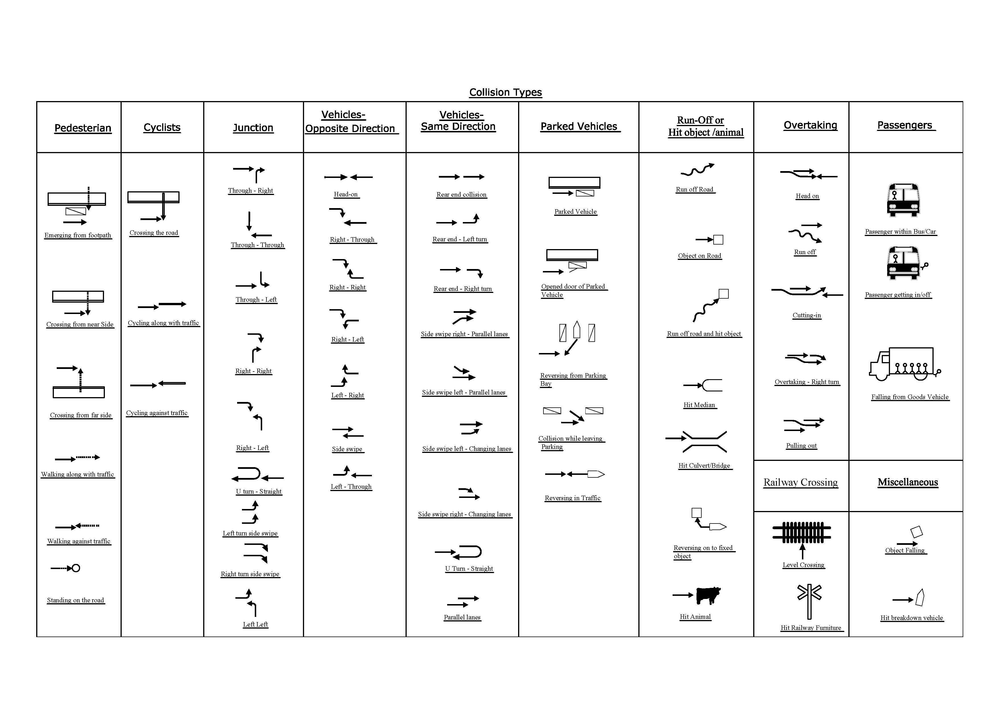 Collision Types
Pedesterian
Emerging from footpath
Crossing from near Side
Crossing from far side
Walking along with traffic
Walking against traffic
Standing on the road
Cyclists
Crossing the road
Cycling along with traffic
Cycling against traffic
Junction
Through - Right
Through - Through
Through - Left
Right - Right
Right - Left
U turn - Straight
Left turn side swipe
Right turn side swipe
Left Left
Vehicles-
Opposite Direction
Head-on
Right - Through
Right - Right
Right - Left
Left - Right
Side swipe
Left - Through
Vehicles-
Same Direction
Rear end collision
Rear end - Left turn
Rear end - Right turn
Side swipe right - Parallel lanes
Side swipe left - Parallel lanes
Side swipe left - Changing lanes
Side swipe right - Changing lanes
U Turn - Straight
Parallel lanes
Parked Vehicles
Parked Vehicle
Opened door of Parked
Vehicle
Reversing from Parking
Bay
Collision while leaving
Parking
Reversing in Traffic
Run-Off or
Hit object /animal
Run off Road
Object on Road
Run off road and hit object
Hit Median
Hit Culvert/Bridge
Reversing on to fixed
object
Hit Animal
Overtaking
Head on
Run off
Cutting-in
Overtaking - Right turn
Pulling out
Railway Crossing
Level Crossing
Hit Railway Furniture
Passengers
Passenger within Bus/Car
Passenger getting in/off
Falling from Goods Vehicle
Miscellaneous
Object Falling
Hit breakdown vehicle